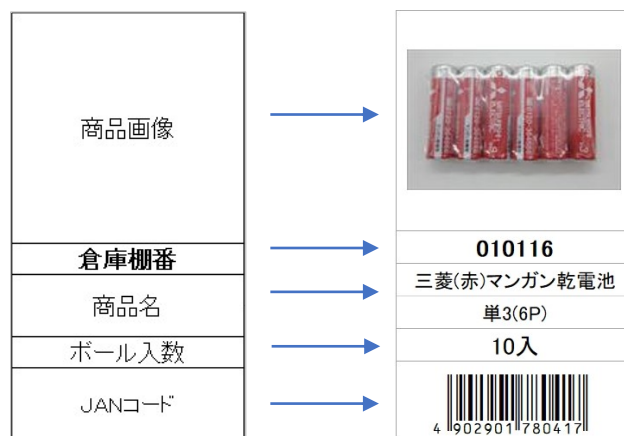 商品画像
倉庫棚番
010116
商品名
三菱(赤)マンガン乾電池
単3(6P)
ボール入数
10入
JANコード
4 902901 780417